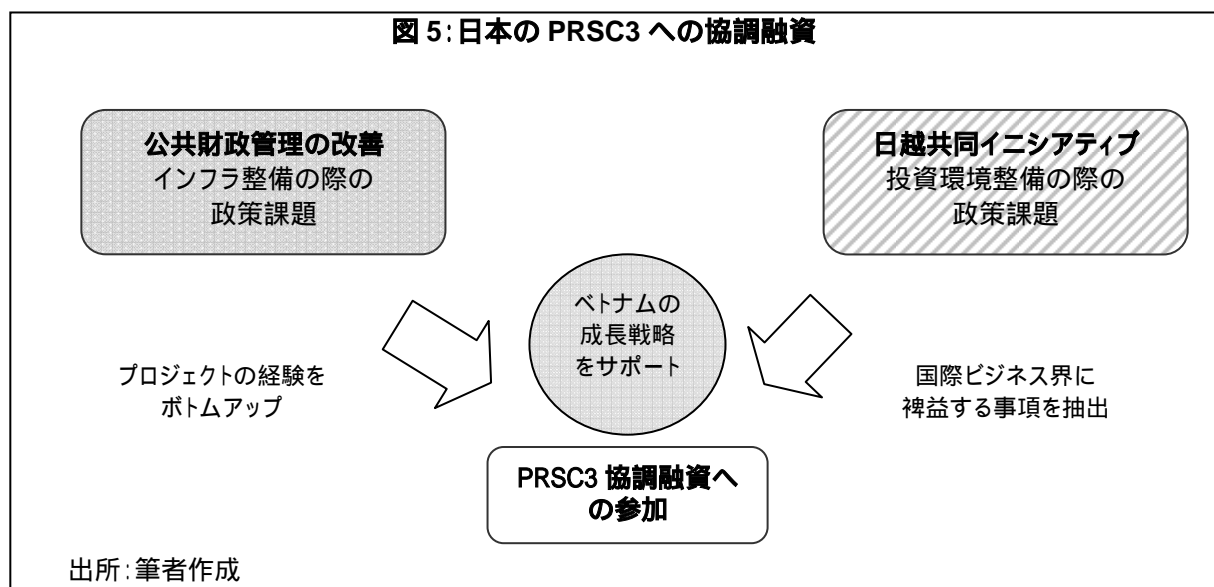 図 5：日本の PRSC3 への協調融資
公共財政管理の改善
インフラ整備の際の
政策課題
日越共同イニシアティブ
投資環境整備の際の
政策課題
ベトナムの
成長戦略
をサポート
プロジェクトの経験を
ボトムアップ
国際ビジネス界に
裨益する事項を抽出
PRSC3 協調融資へ
の参加
出所：筆者作成